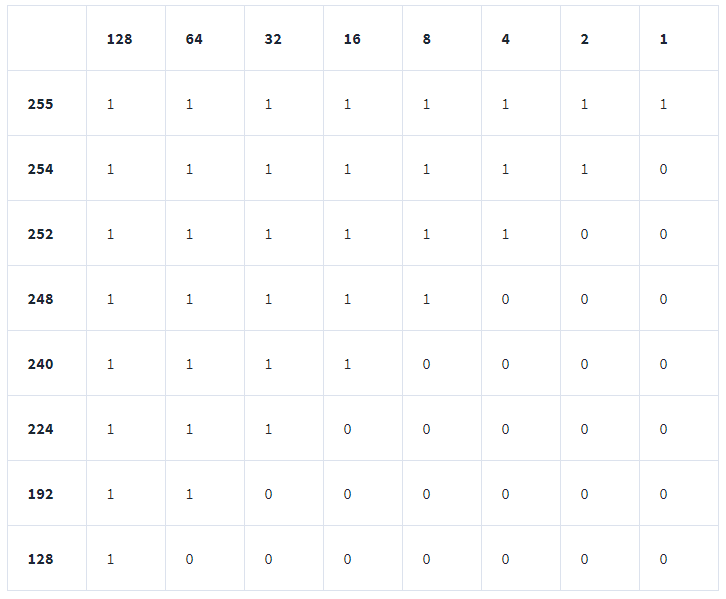 128 64 32 16 8 4 2 1
255 1 1 1 1 1 1 1 1
254 1 1 1 1 1 1 1 0
252 1 1 1 1 1 1 0 0
248 1 1 1 1 1 0 0 0
240 1 1 1 1 0 0 0 0
224 1 1 1 0 0 0 0 0
192 1 1 0 0 0 0 0 0
128 1 0 0 0 0 0 0 0